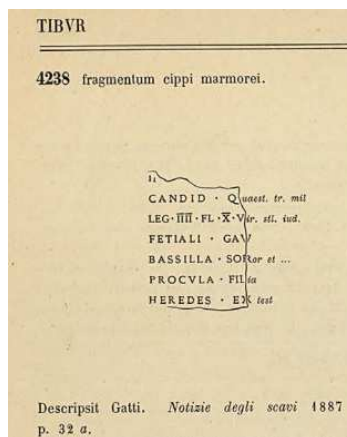 TIBVR
4238 fragmentum cippi marmorei.
CANDID · Quaest. tr. mil
LEG · I͞I͞I͞I · FL · X̅ · Vir. stl. iud.
FETIALI · GAV
BASSILLA · SOROR et ...
PROCVLA · FILia
HEREDES · EX test
Descripsit Gatti. Notizie degli scavi 1887
p. 32 a.